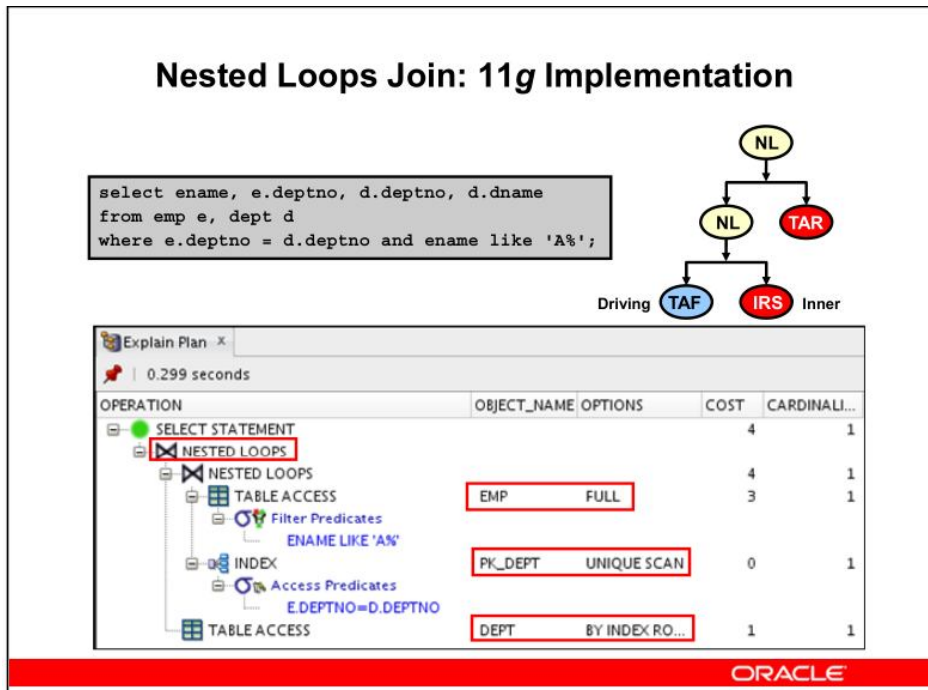 Nested Loops Join: 11g Implementation
NL
select ename, e.deptno, d.deptno, d.dname
from emp e, dept d
where e.deptno = d.deptno and ename like 'A%';
NL TAR
Driving TAF IRS Inner
Explain Plan x
0.299 seconds
OPERATION OBJECT_NAME OPTIONS COST CARDINALI...
SELECT STATEMENT 4 1
NESTED LOOPS
NESTED LOOPS 4 1
TABLE ACCESS EMP FULL 3 1
Filter Predicates
ENAME LIKE 'A%'
INDEX PK_DEPT UNIQUE SCAN 0 1
Access Predicates
E.DEPTNO=D.DEPTNO
TABLE ACCESS DEPT BY INDEX RO... 1 1
ORACLE